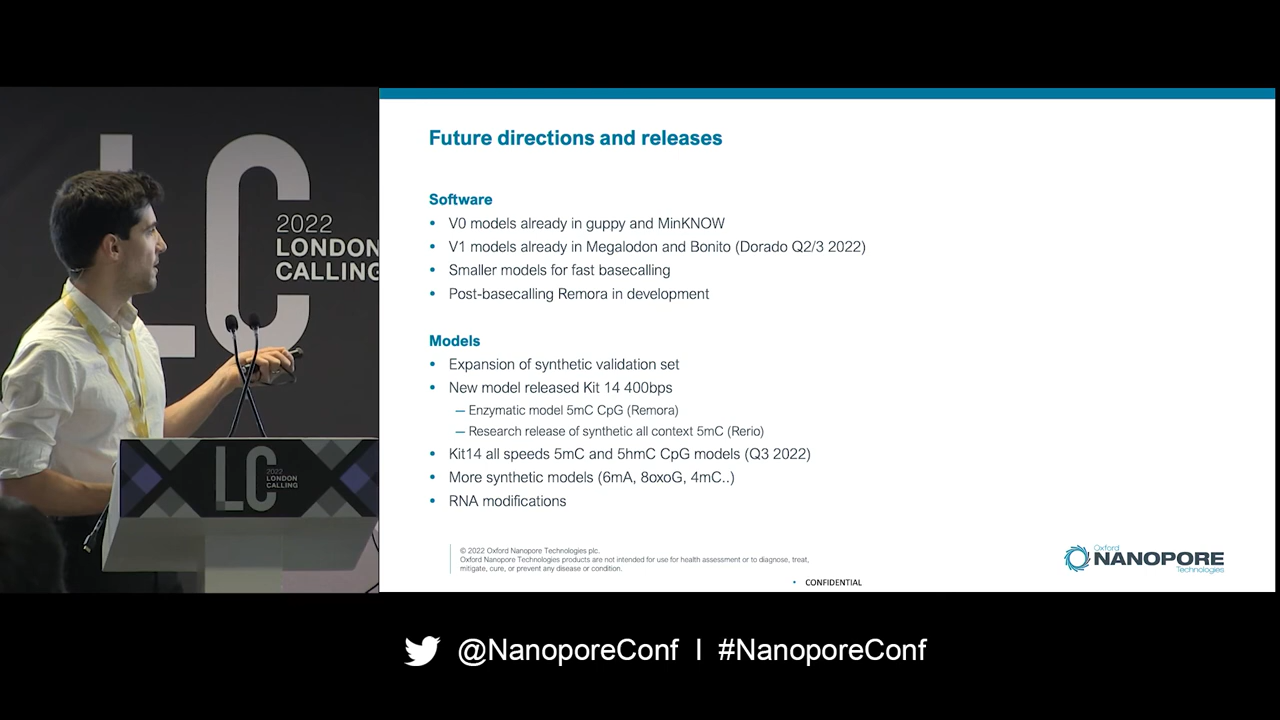 LC
2022
LONDON
CALLING
LC
2022
LONDON
CALLING
Future directions and releases
Software
• V0 models already in guppy and MinKNOW
• V1 models already in Megalodon and Bonito (Dorado Q2/3 2022)
• Smaller models for fast basecalling
• Post-basecalling Remora in development
Models
• Expansion of synthetic validation set
• New model released Kit 14 400bps
— Enzymatic model 5mC CpG (Remora)
— Research release of synthetic all context 5mC (Rerio)
• Kit14 all speeds 5mC and 5hmC CpG models (Q3 2022)
• More synthetic models (6mA, 8oxoG, 4mC..)
• RNA modifications
© 2022 Oxford Nanopore Technologies plc.
Oxford Nanopore Technologies products are not intended for use for health assessment or to diagnose, treat,
mitigate, cure, or prevent any disease or condition.
• CONFIDENTIAL
Oxford
NANOPORE
Technologies
@NanoporeConf | #NanoporeConf